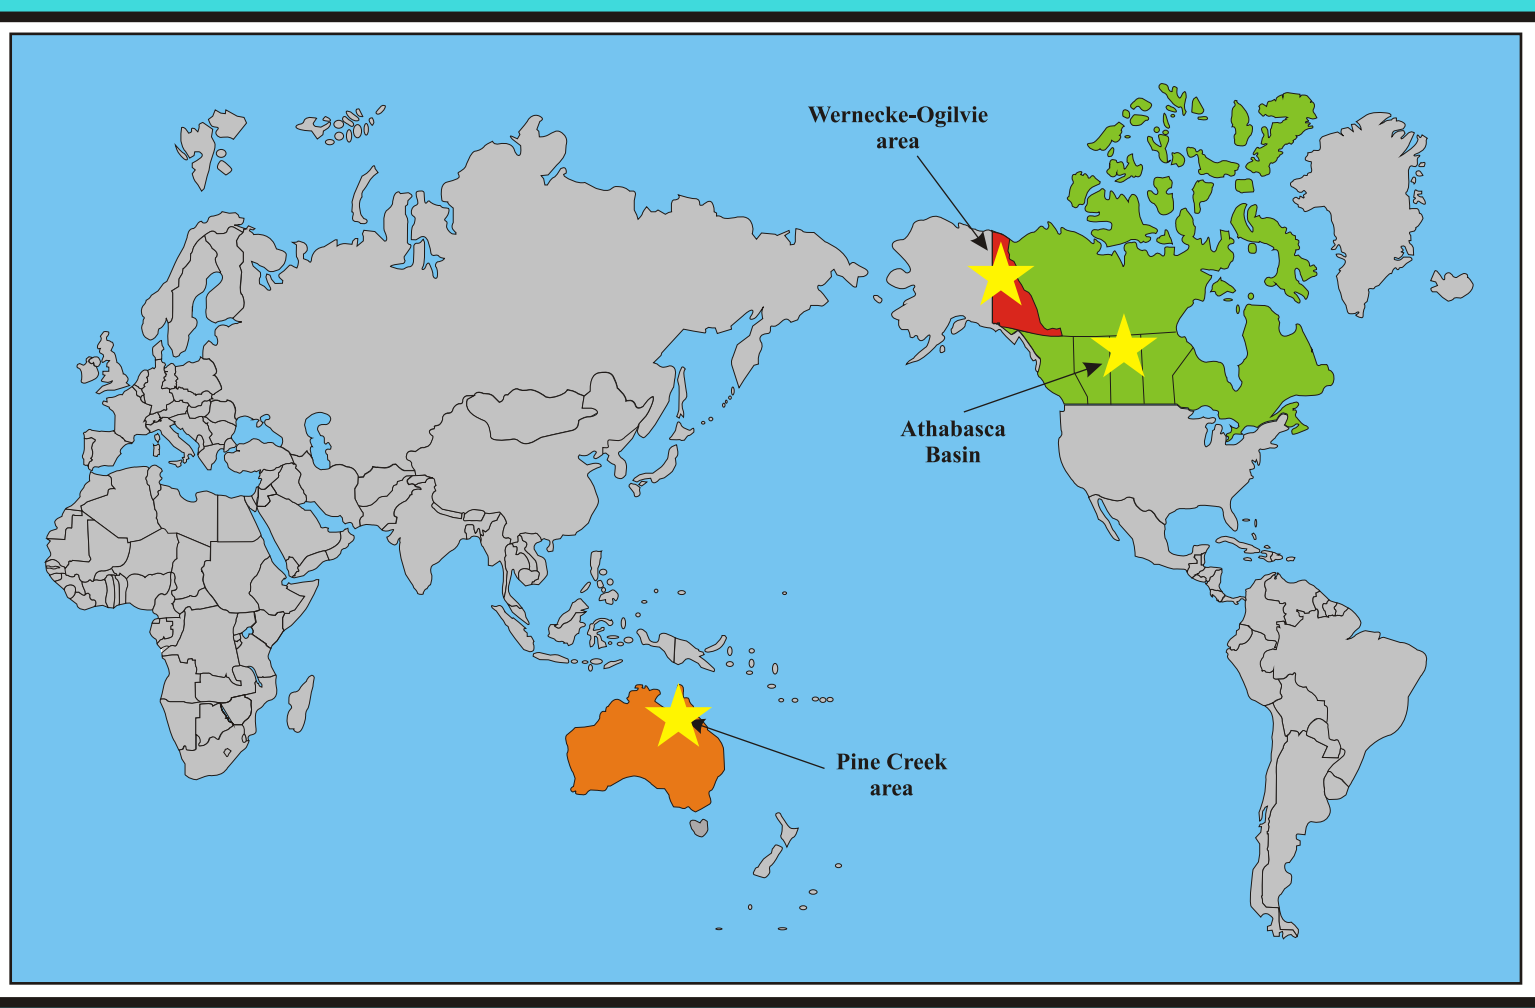 Wernecke-Ogilvie
area
Athabasca
Basin
Pine Creek
area